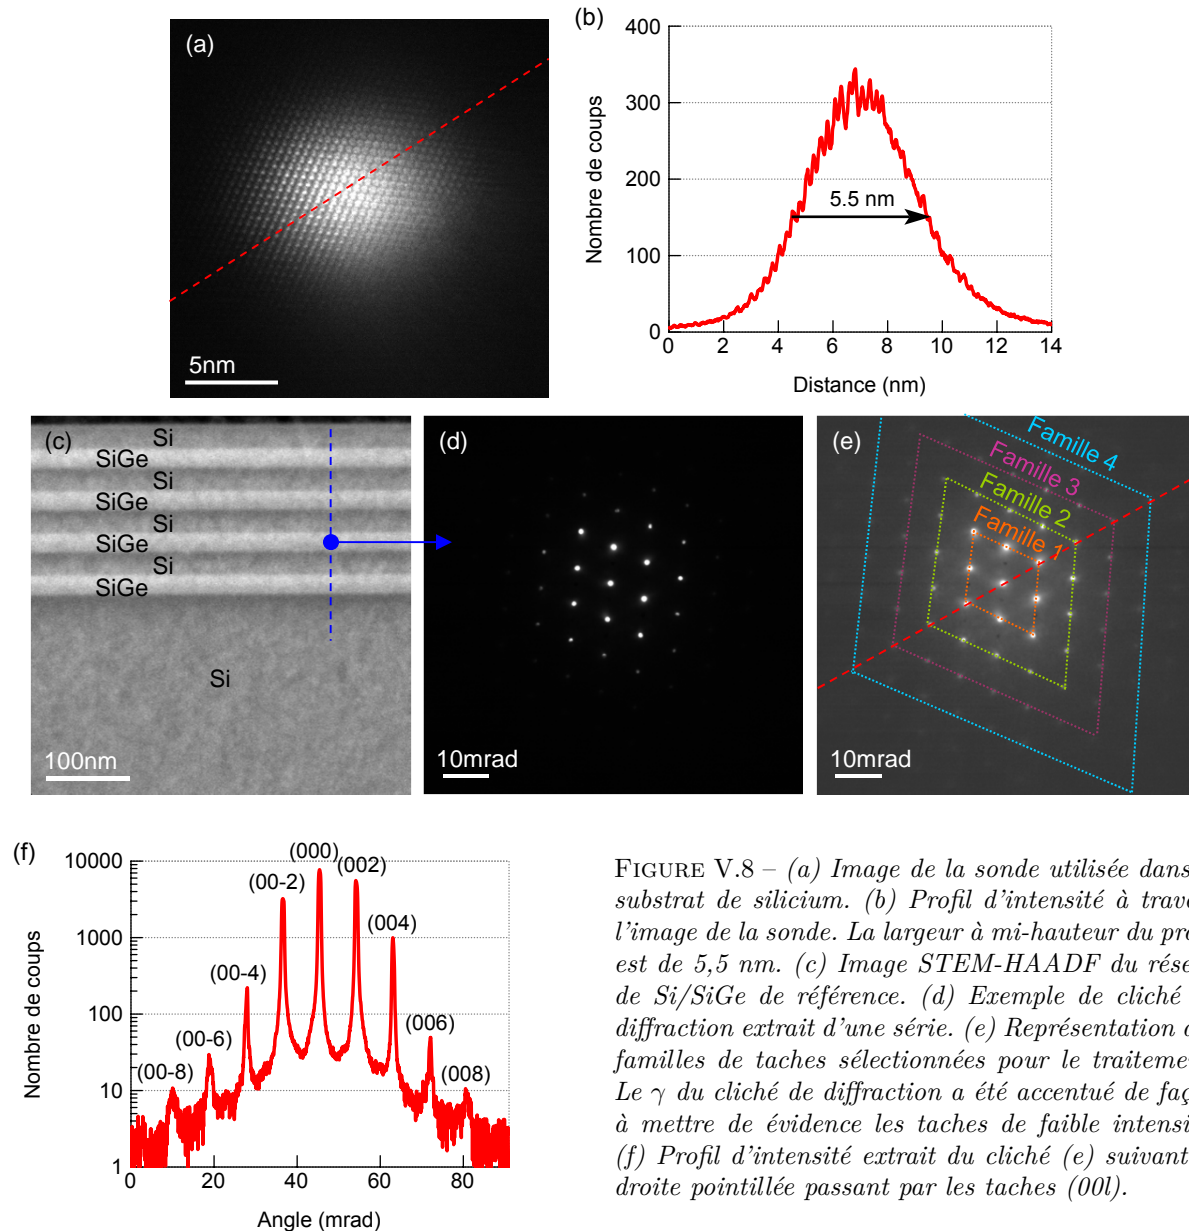 (a)
5nm
(b)
Nombre de coups
400
300
200
100
0
5.5 nm
0 2 4 6 8 10 12 14
Distance (nm)
(c)
Si
SiGe
Si
SiGe
Si
SiGe
Si
SiGe
Si
100nm
(d)
10mrad
(e)
Famille 4
Famille 3
Famille 2
Famille 1
10mrad
(f)
Nombre de coups
10000
1000
100
10
1
(00-8)
(00-6)
(00-4)
(00-2)
(000)
(002)
(004)
(006)
(008)
0 20 40 60 80
Angle (mrad)
FIGURE V.8 – (a) Image de la sonde utilisée dans
substrat de silicium. (b) Profil d'intensité à trave
l'image de la sonde. La largeur à mi-hauteur du pro
est de 5,5 nm. (c) Image STEM-HAADF du rése
de Si/SiGe de référence. (d) Exemple de cliché
diffraction extrait d'une série. (e) Représentation
familles de taches sélectionnées pour le traiteme
Le γ du cliché de diffraction a été accentué de faç
à mettre de évidence les taches de faible intensi
(f) Profil d'intensité extrait du cliché (e) suivant
droite pointillée passant par les taches (00l).